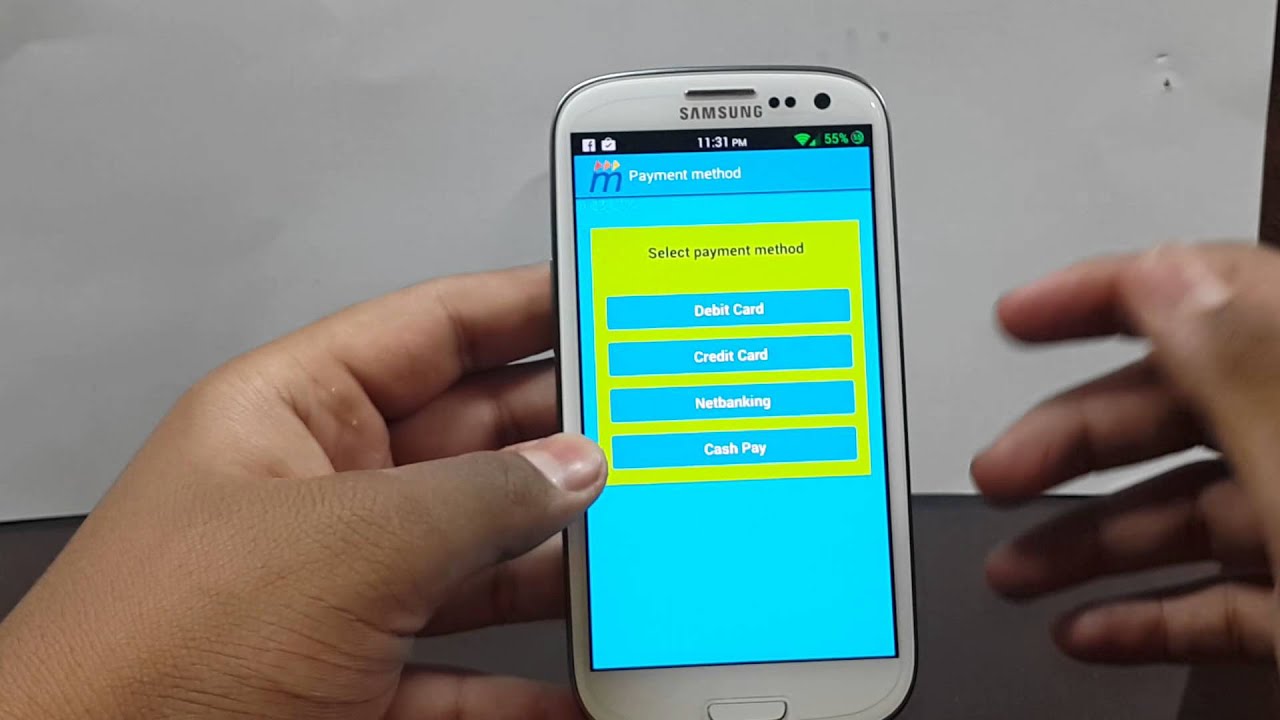 SAMSUNG
11:31 PM
55%
m Payment method
Select payment method
Debit Card
Credit Card
Netbanking
Cash Pay